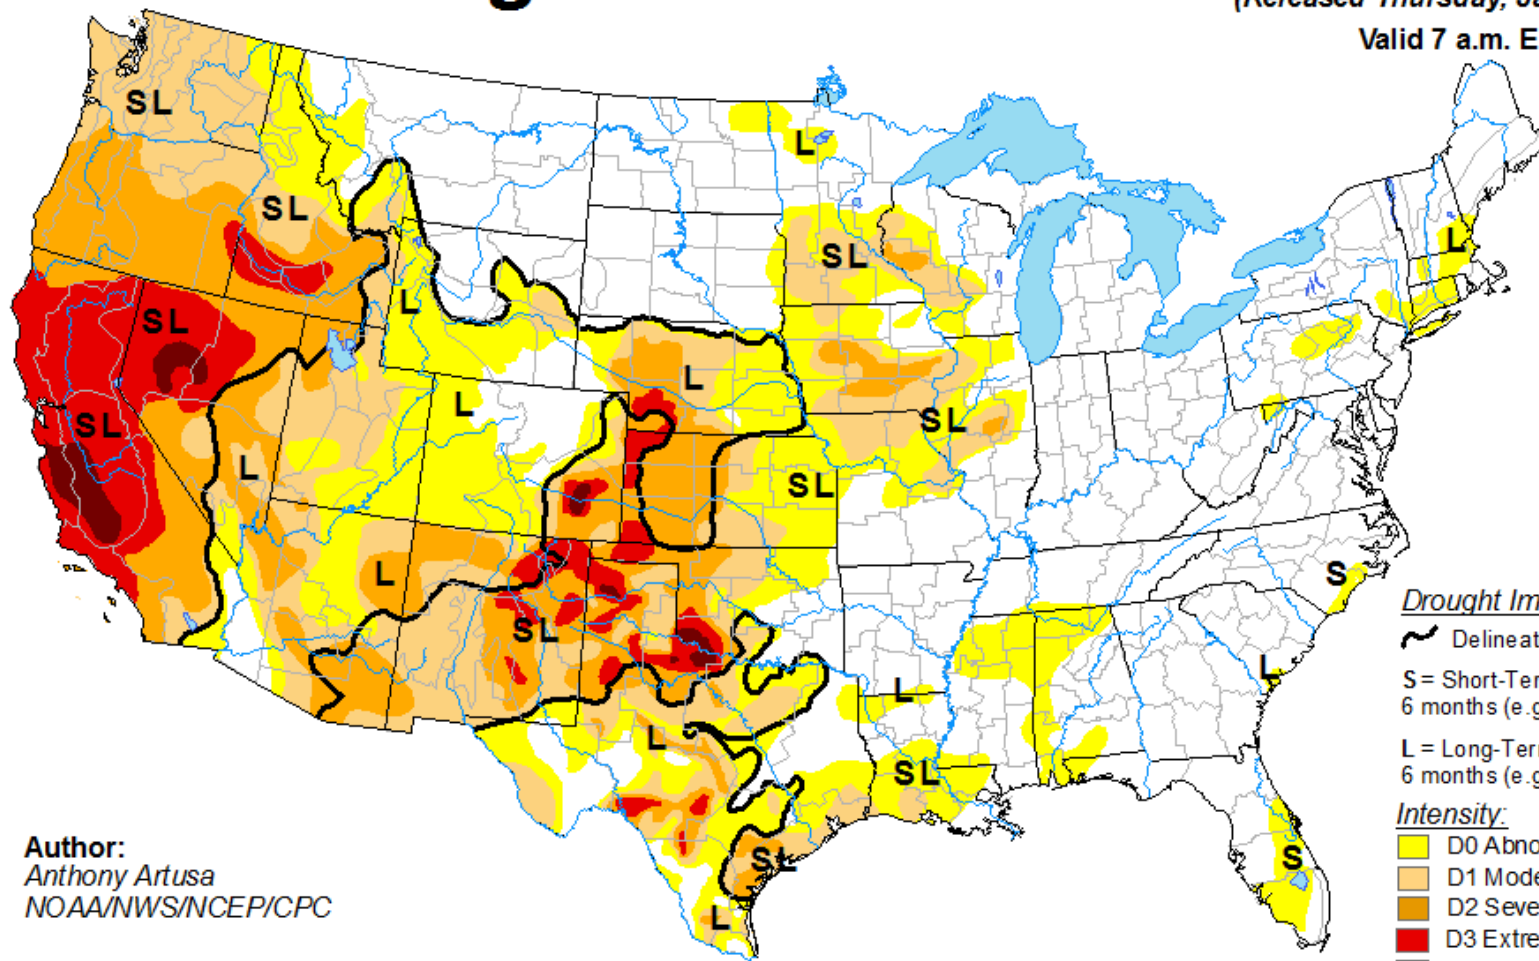 Valid 7 a.m. E
SL
L
SL
SL
L
L
SL
L
L
SL
SL
L
SL
L
S
SL
L
L
L
SL
S
SL
L
Drought Im
Delineat
S = Short-Ter
6 months (e.g
L = Long-Ter
6 months (e.g
Intensity:
D0 Abno
D1 Mode
D2 Seve
D3 Extre
Author:
Anthony Artusa
NOAA/NWS/NCEP/CPC